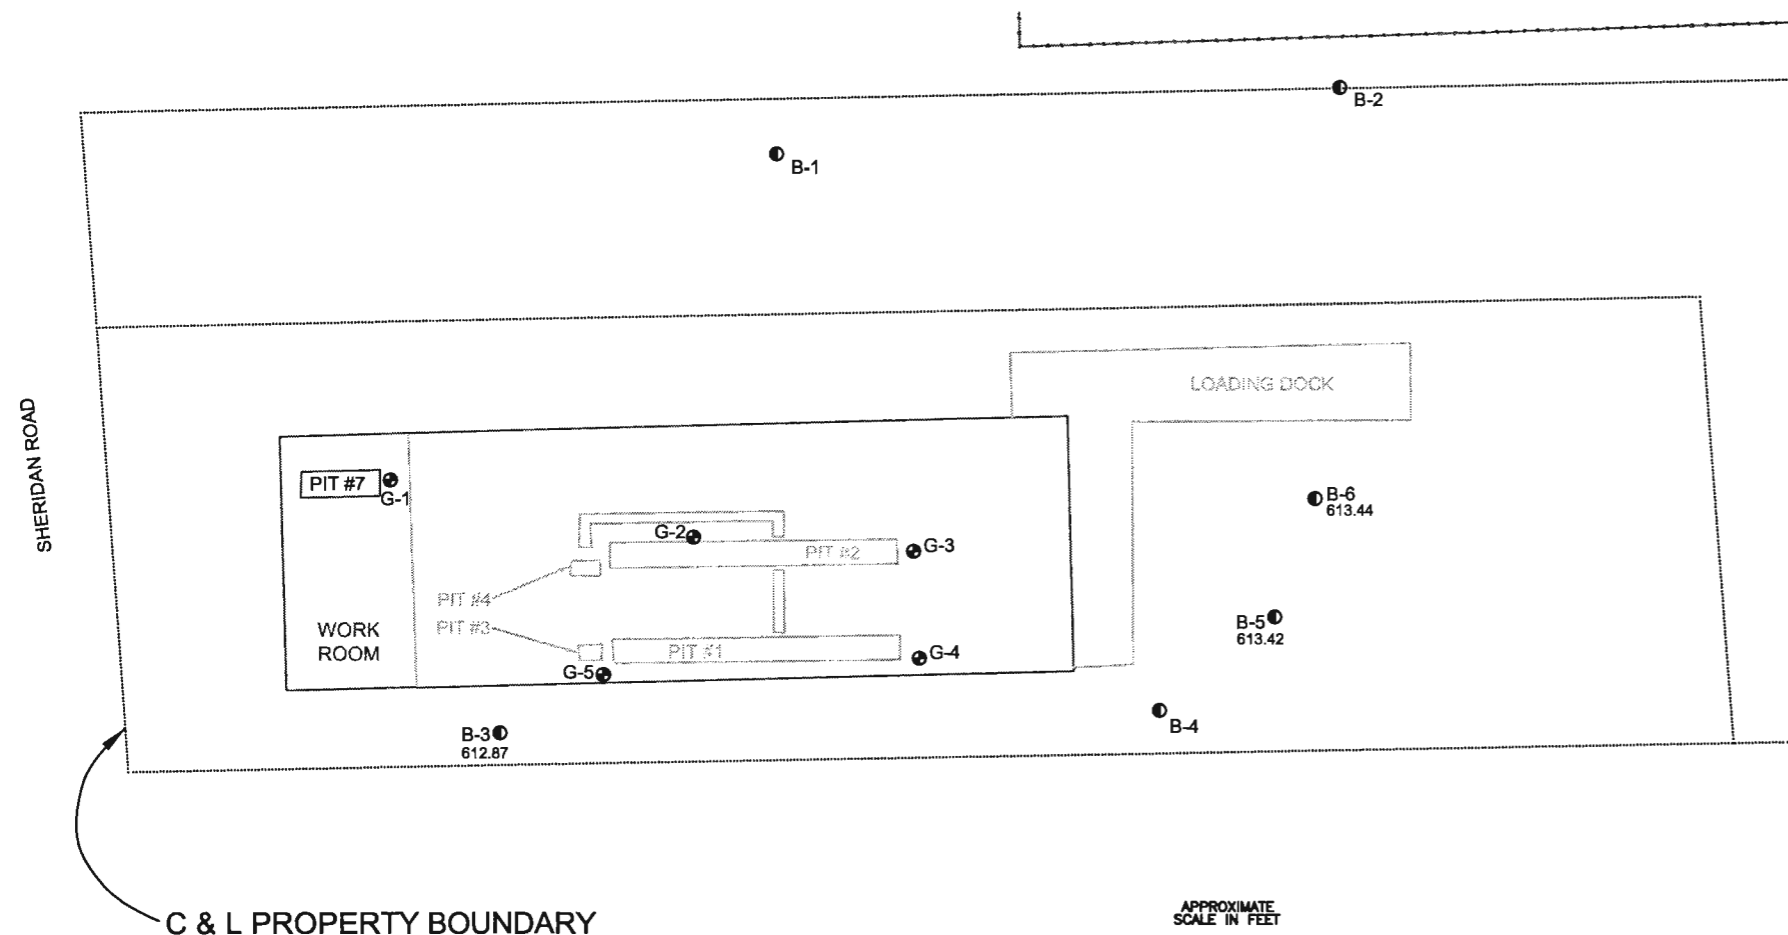 B-2
B-1
LOADING DOCK
SHERIDAN ROAD
PIT #7
G-1
B-6
613.44
G-2
G-3
PIT #2
PIT #4
PIT #3
B-5
613.42
WORK
ROOM
PIT #1
G-4
G-5
B-4
B-3
612.87
C & L PROPERTY BOUNDARY
APPROXIMATE
SCALE IN FEET